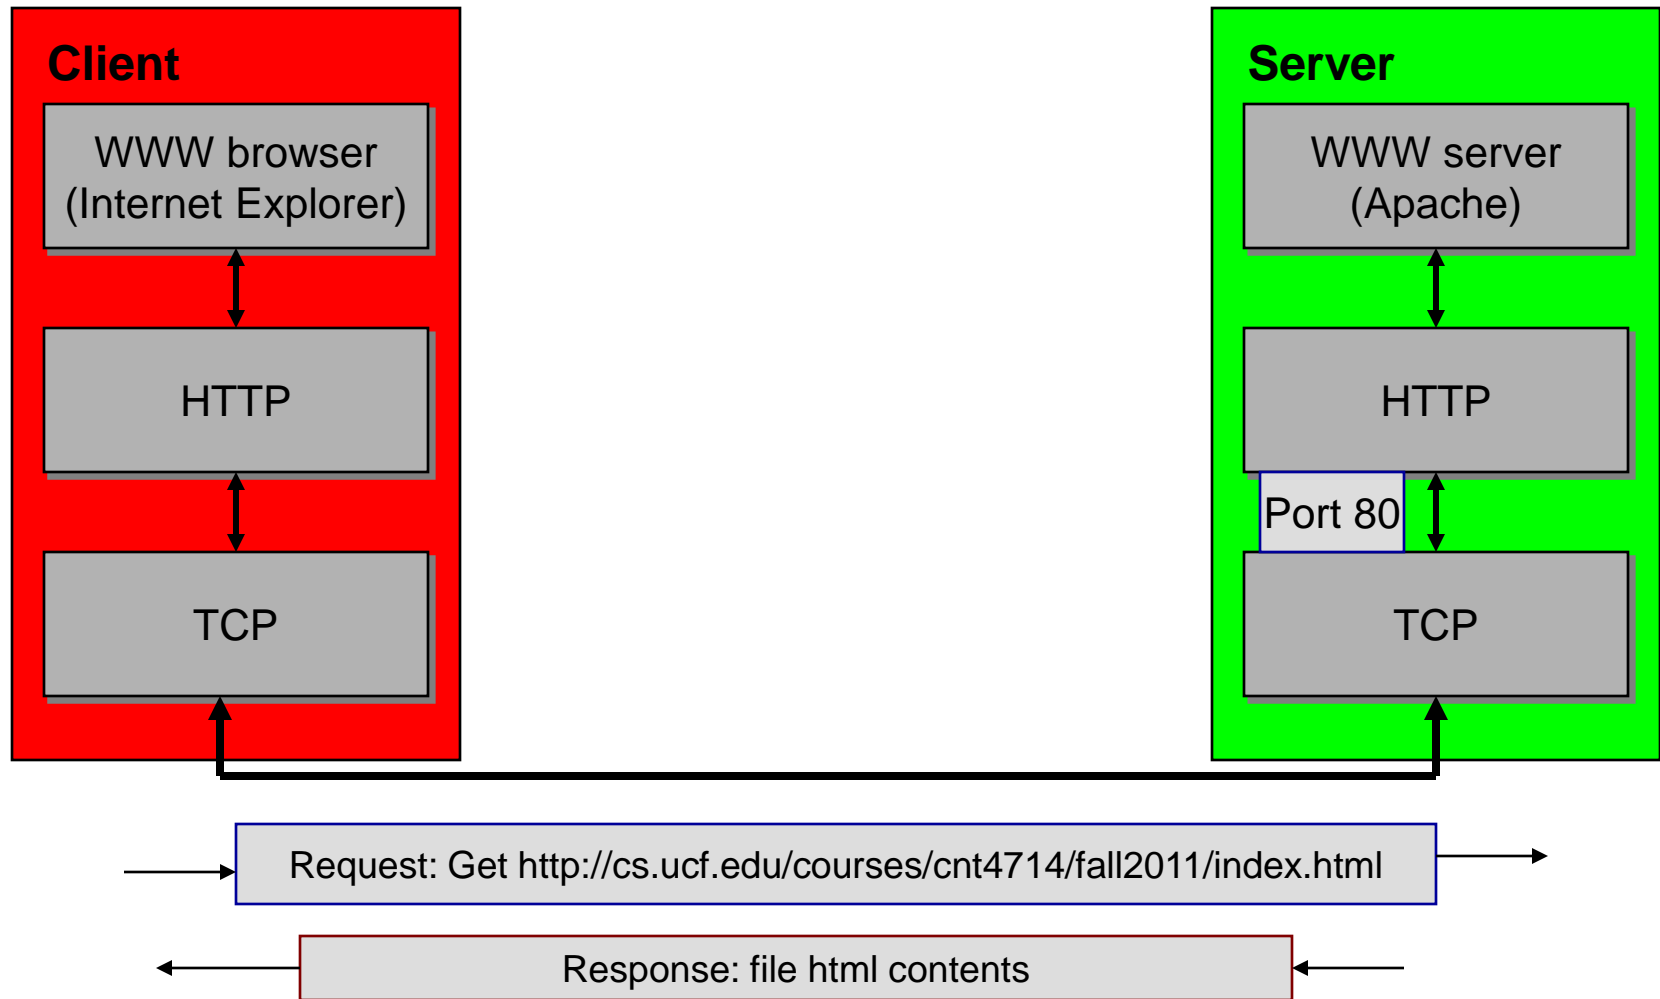 Client
WWW browser
(Internet Explorer)
HTTP
TCP
Server
WWW server
(Apache)
HTTP
Port 80
TCP
Request: Get http://cs.ucf.edu/courses/cnt4714/fall2011/index.html
Response: file html contents